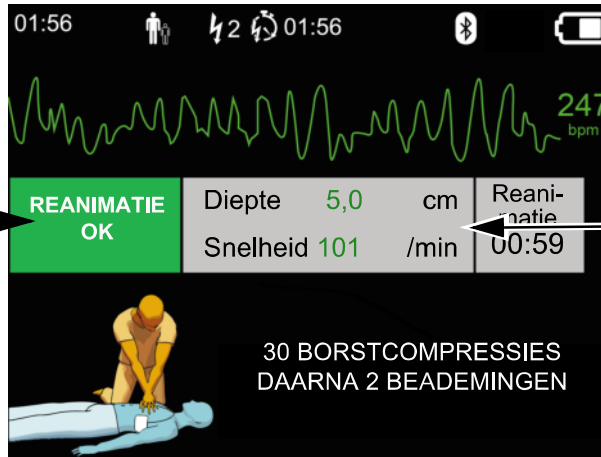 01:56 2 01:56
247
bpm
REANIMATIE
OK
Diepte 5,0 cm
Snelheid 101 /min
Reani-
matie
00:59
30 BORSTCOMPRESSIES
DAARNA 2 BEADEMINGEN